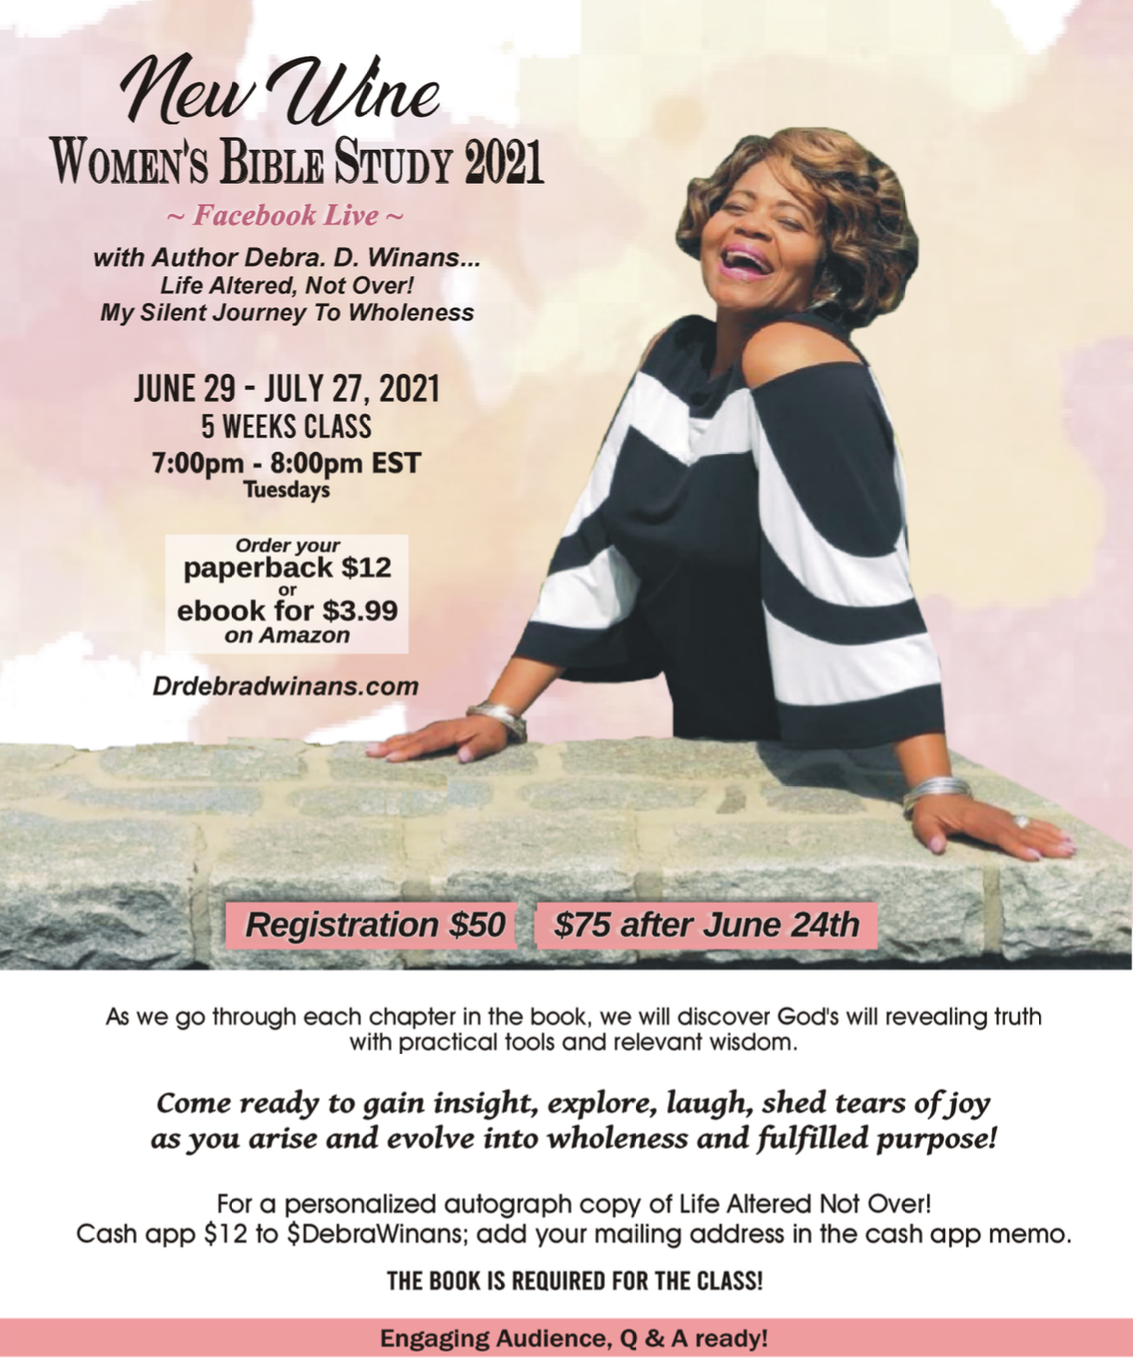 New Wine
WOMEN'S BIBLE STUDY 2021
~ Facebook Live ~
with Author Debra. D. Winans...
Life Altered, Not Over!
My Silent Journey To Wholeness
JUNE 29 - JULY 27, 2021
5 WEEKS CLASS
7:00pm - 8:00pm EST
Tuesdays
Order your
paperback $12
or
ebook for $3.99
on Amazon
Drdebradwinans.com
Registration $50
$75 after June 24th
As we go through each chapter in the book, we will discover God's will revealing truth
with practical tools and relevant wisdom.
Come ready to gain insight, explore, laugh, shed tears of joy
as you arise and evolve into wholeness and fulfilled purpose!
For a personalized autograph copy of Life Altered Not Over!
Cash app $12 to $DebraWinans; add your mailing address in the cash app memo.
THE BOOK IS REQUIRED FOR THE CLASS!
Engaging Audience, Q & A ready!